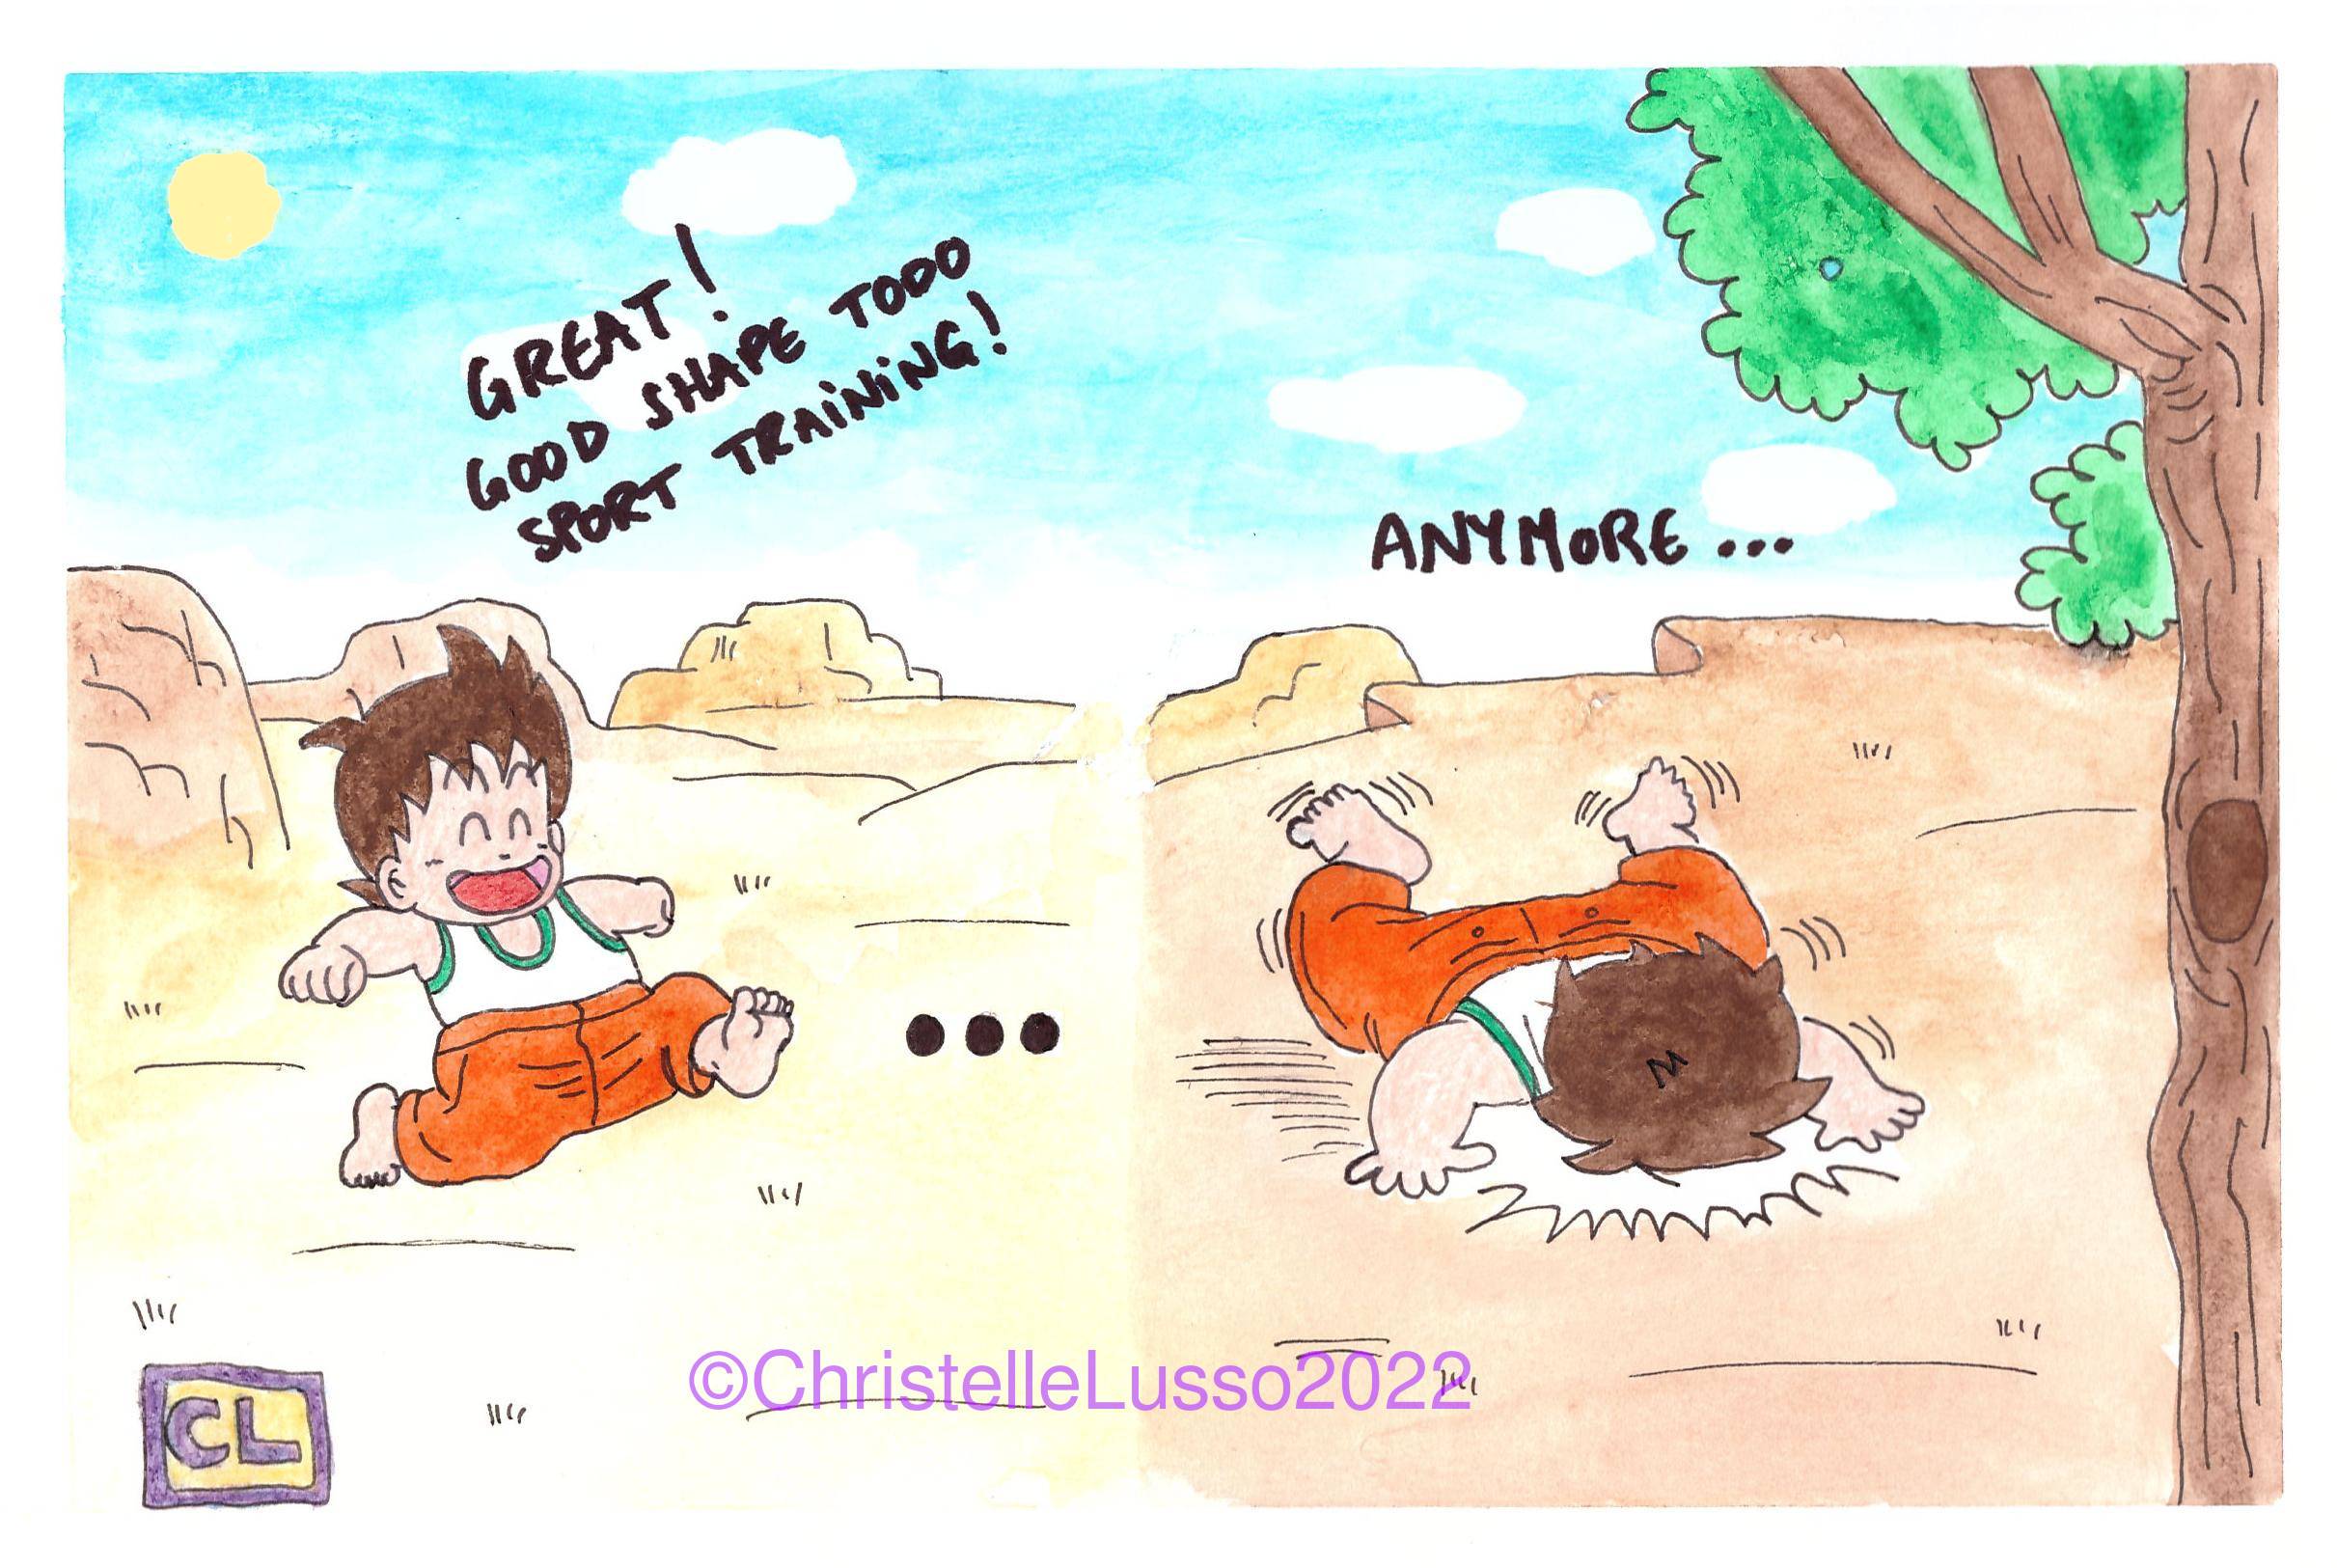 GREAT!
GOOD SHAPE TODO
SPORT TRAINING!
ANYMORE...
...
CL
©ChristelleLusso2022